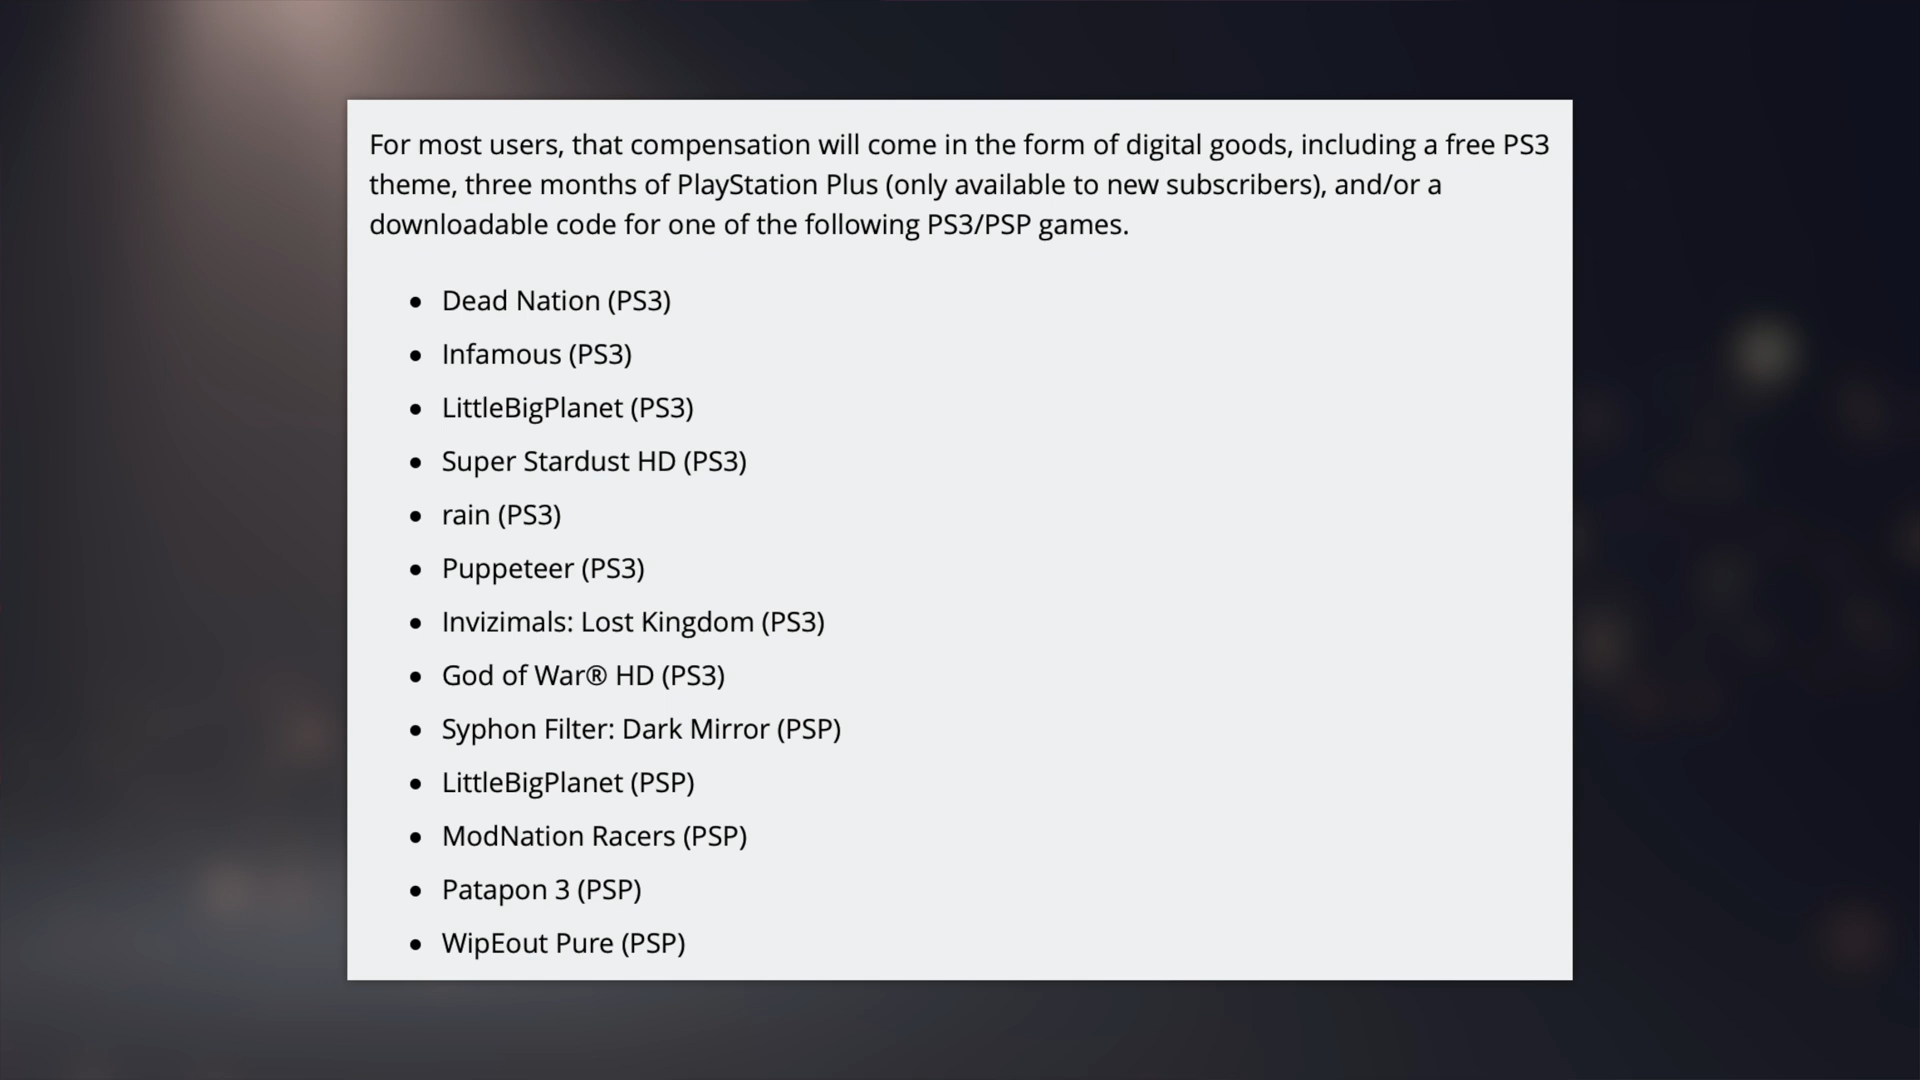 For most users, that compensation will come in the form of digital goods, including a free PS3
theme, three months of PlayStation Plus (only available to new subscribers), and/or a
downloadable code for one of the following PS3/PSP games.
• Dead Nation (PS3)
• Infamous (PS3)
• LittleBigPlanet (PS3)
• Super Stardust HD (PS3)
• rain (PS3)
• Puppeteer (PS3)
• Invizimals: Lost Kingdom (PS3)
• God of War® HD (PS3)
• Syphon Filter: Dark Mirror (PSP)
• LittleBigPlanet (PSP)
• ModNation Racers (PSP)
• Patapon 3 (PSP)
• WipEout Pure (PSP)